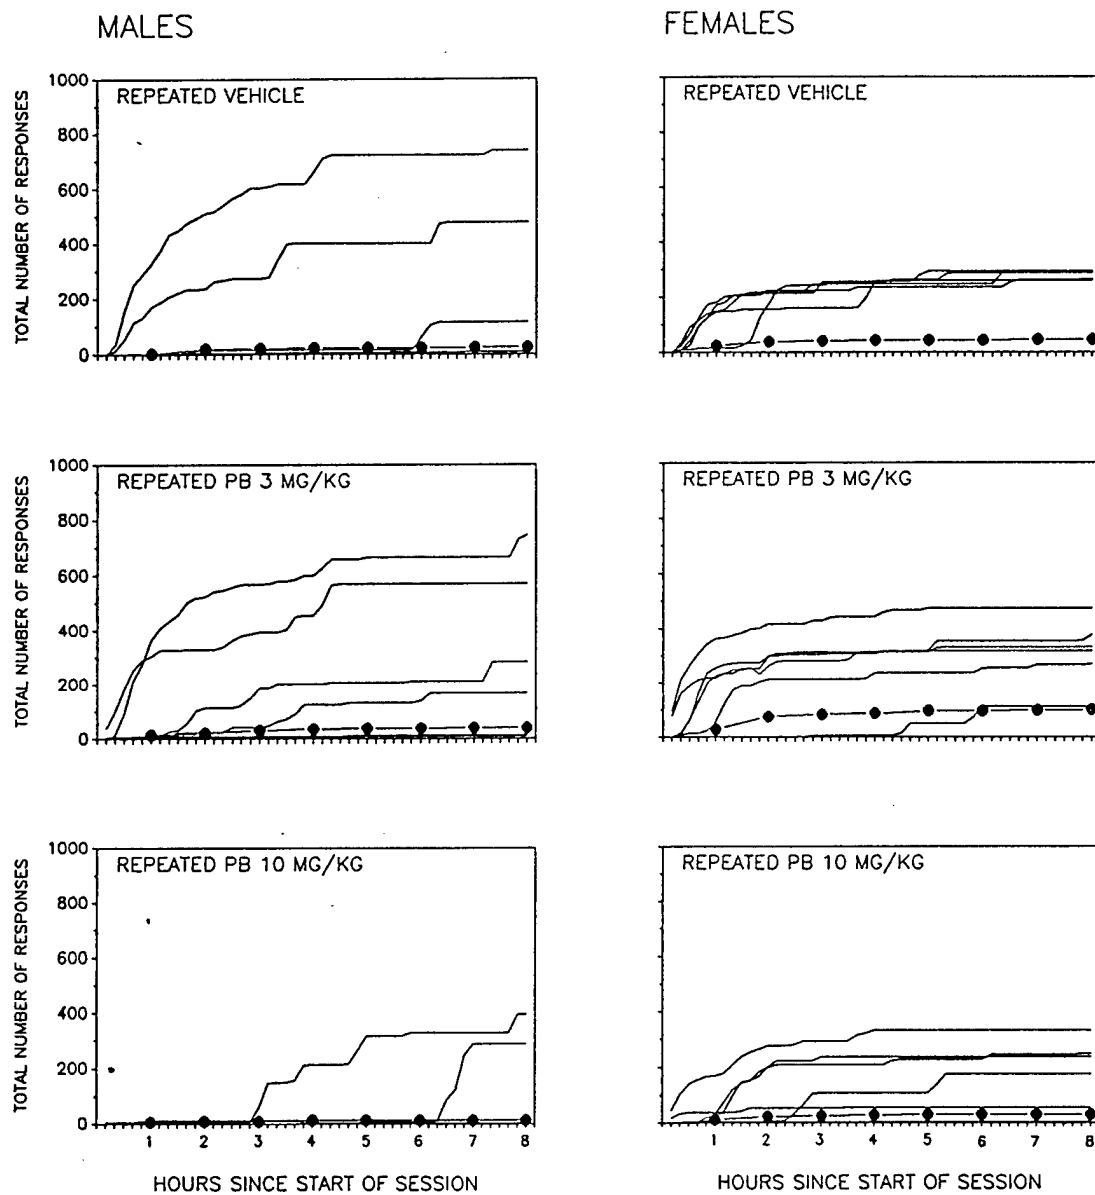 MALES
FEMALES
REPEATED VEHICLE
1000
800
600
400
200
0
TOTAL NUMBER OF RESPONSES
REPEATED VEHICLE
REPEATED PB 3 MG/KG
1000
800
600
400
200
0
TOTAL NUMBER OF RESPONSES
REPEATED PB 3 MG/KG
REPEATED PB 10 MG/KG
1000
800
600
400
200
0
TOTAL NUMBER OF RESPONSES
1 2 3 4 5 6 7 8
HOURS SINCE START OF SESSION
REPEATED PB 10 MG/KG
1 2 3 4 5 6 7 8
HOURS SINCE START OF SESSION